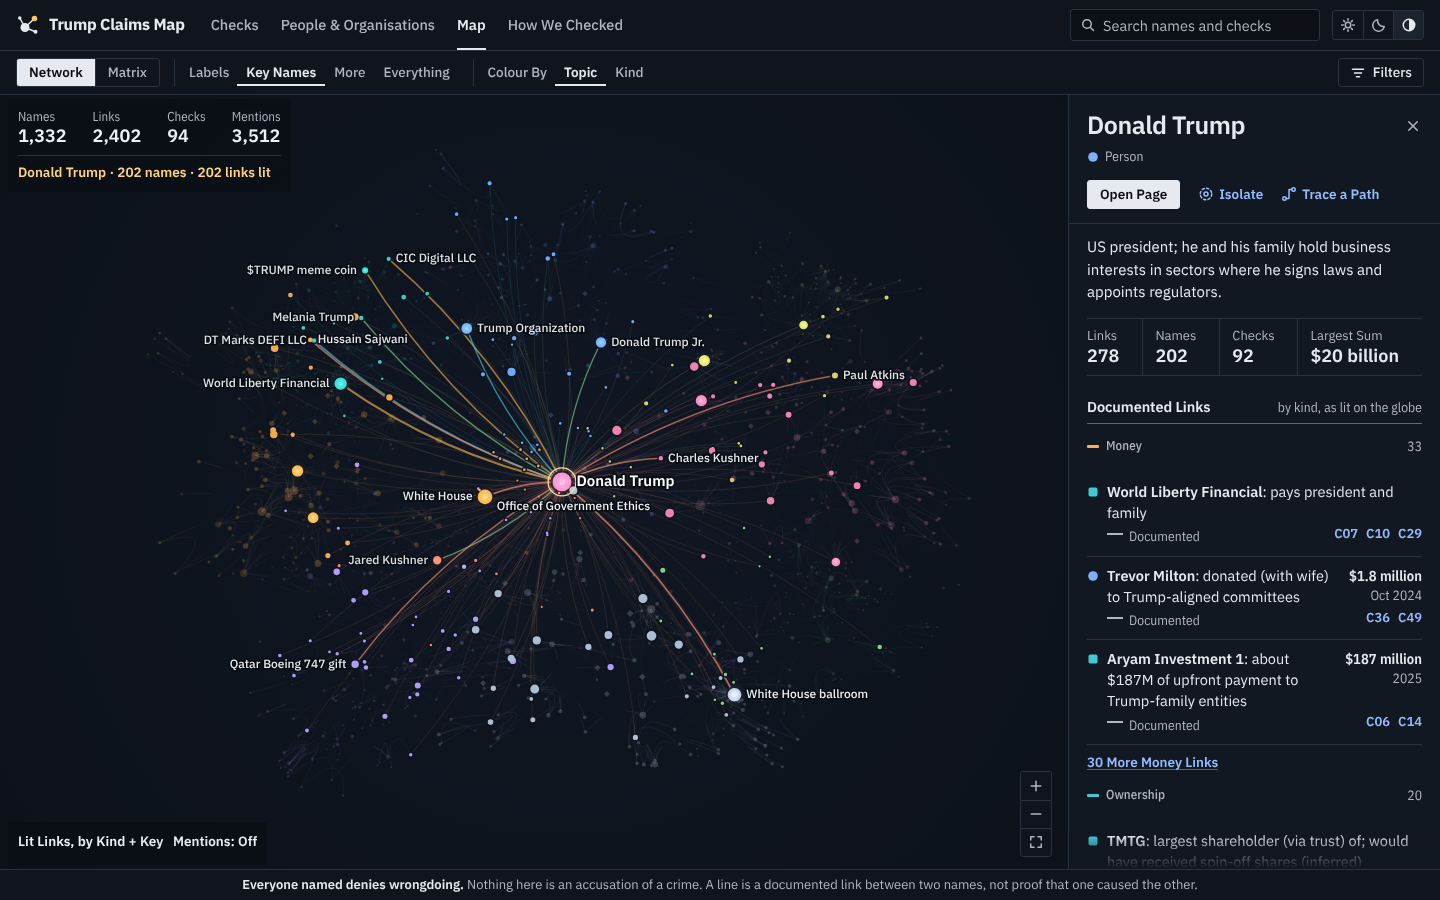 Trump Claims Map
Checks
People & Organisations
Map
How We Checked
Search names and checks
Network
Matrix
Labels
Key Names
More
Everything
Colour By
Topic
Kind
Filters
Names
Links
Checks
Mentions
1,332
2,402
94
3,512
Donald Trump · 202 names · 202 links lit
CIC Digital LLC
$TRUMP meme coin
Melania Trump
Trump Organization
DT Marks DEFI LLC
Hussain Sajwani
Donald Trump Jr.
World Liberty Financial
Paul Atkins
Charles Kushner
Donald Trump
White House
Office of Government Ethics
Jared Kushner
Qatar Boeing 747 gift
White House ballroom
Lit Links, by Kind + Key
Mentions: Off
Donald Trump
Person
Open Page
Isolate
Trace a Path
US president; he and his family hold business
interests in sectors where he signs laws and
appoints regulators.
Links
Names
Checks
Largest Sum
278
202
92
$20 billion
Documented Links
by kind, as lit on the globe
Money
33
World Liberty Financial: pays president and
family
Documented
C07 C10 C29
Trevor Milton: donated (with wife)
$1.8 million
to Trump-aligned committees
Oct 2024
Documented
C36 C49
Aryam Investment 1: about
$187 million
$187M of upfront payment to
2025
Trump-family entities
Documented
C06 C14
30 More Money Links
Ownership
20
TMTG: largest shareholder (via trust) of; would
have received spin-off shares (inferred)
Everyone named denies wrongdoing. Nothing here is an accusation of a crime. A line is a documented link between two names, not proof that one caused the other.